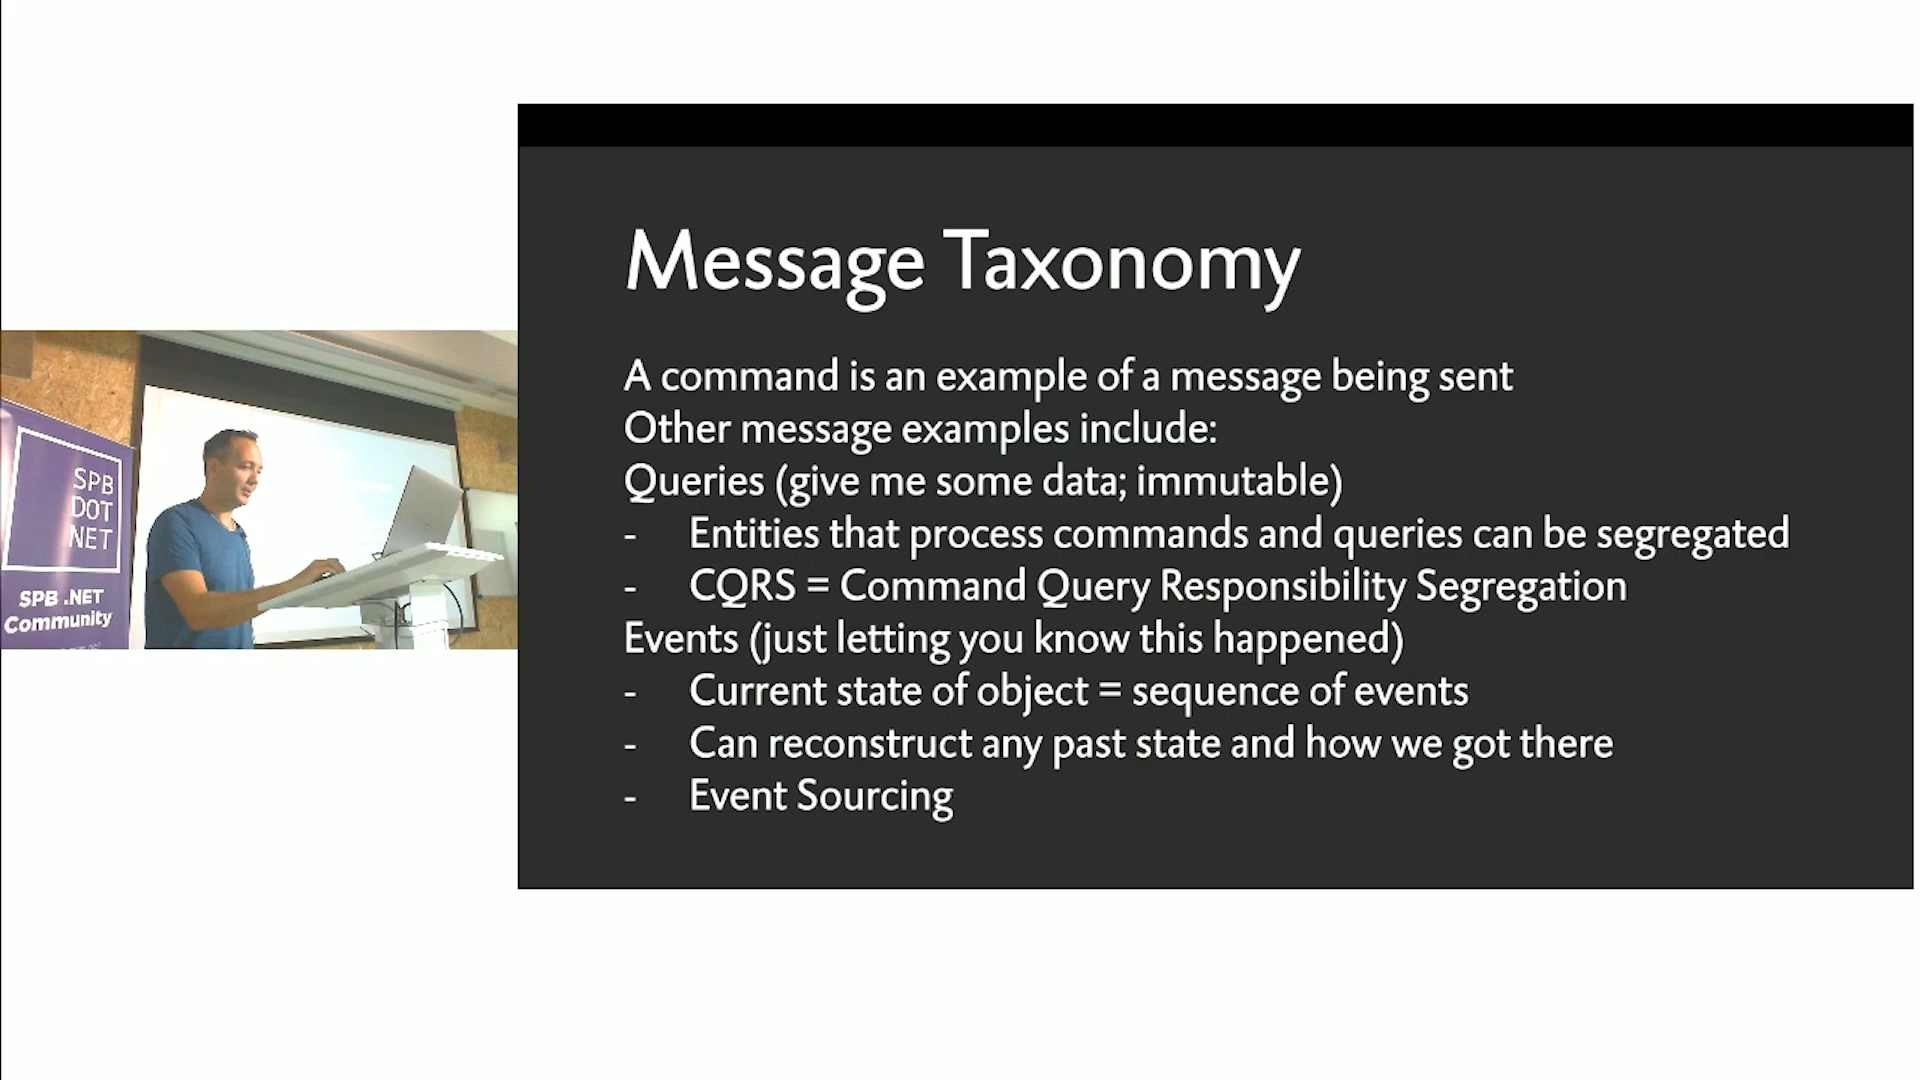 SPB
DOT
NET
SPB .NET
Community
Message Taxonomy
A command is an example of a message being sent
Other message examples include:
Queries (give me some data; immutable)
- Entities that process commands and queries can be segregated
- CQRS = Command Query Responsibility Segregation
Events (just letting you know this happened)
- Current state of object = sequence of events
- Can reconstruct any past state and how we got there
- Event Sourcing